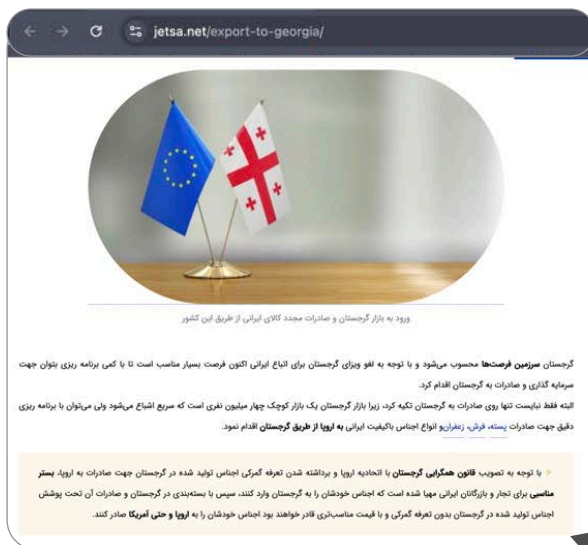 jetsa.net/export-to-georgia/
ورود به بازار گرجستان و صادرات مجدد کالای ایرانی از طریق این کشور
گرجستان سرزمین فرصت‌ها محسوب می‌شود و با توجه به لغو ویزای گرجستان برای اتباع ایرانی اکنون فرصت بسیار مناسب است تا با کمی برنامه ریزی بتوان جهت
سرمایه گذاری و صادرات به گرجستان اقدام کرد.
البته فقط نبایست تنها روی صادرات به گرجستان تکیه کرد، زیرا بازار گرجستان یک بازار کوچک چهار میلیون نفری است که سریع اشباع می‌شود ولی می‌توان با برنامه ریزی
دقیق جهت صادرات پسته، فرش، زعفران و انواع اجناس باکیفیت ایرانی به اروپا از طریق گرجستان اقدام نمود.
با توجه به تصویب قانون همگرایی گرجستان با اتحادیه اروپا و برداشته شدن تعرفه گمرکی اجناس تولید شده در گرجستان جهت صادرات به اروپا، بستر
مناسبی برای تجار و بازرگانان ایرانی مهیا شده است که اجناس خودشان را به گرجستان وارد کنند، سپس با بسته‌بندی در گرجستان و صادرات آن تحت پوشش
اجناس تولید شده در گرجستان بدون تعرفه گمرکی و با قیمت مناسب‌تری قادر خواهند بود اجناس خودشان را به اروپا و حتی آمریکا صادر کنند.